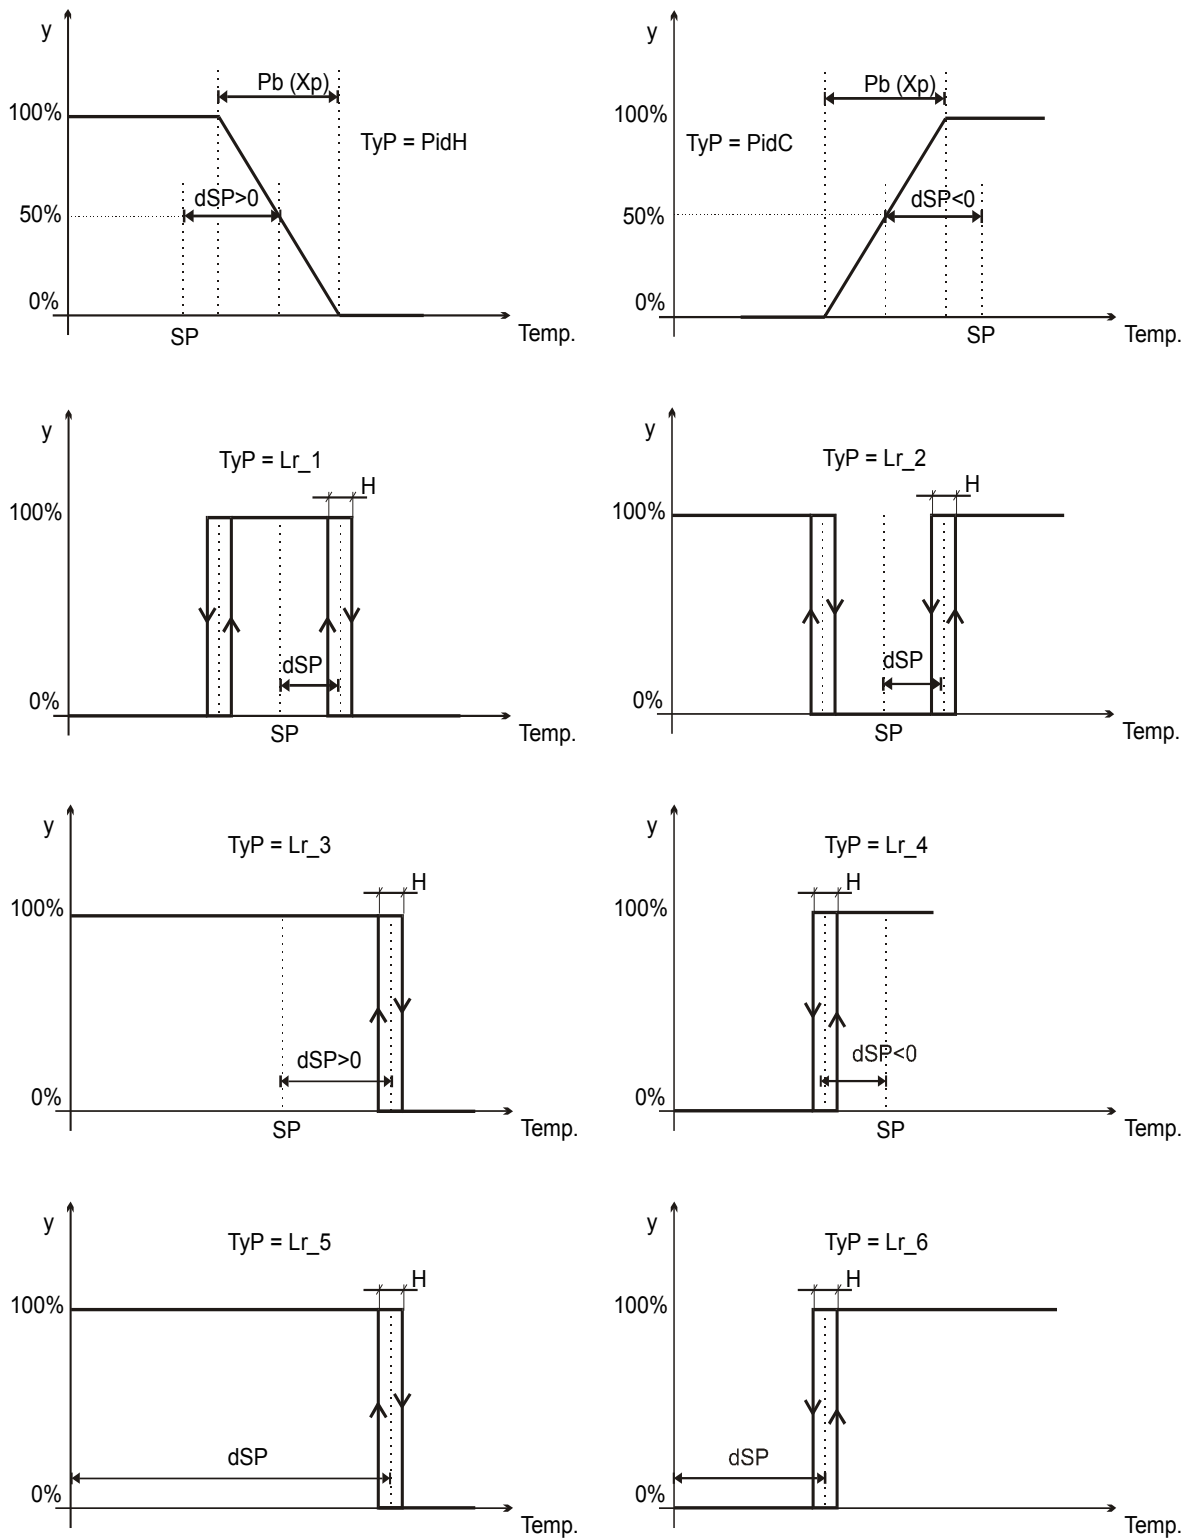 y
Pb (Xp)
100%
TyP = PidH
dSP>0
50%
0%
SP
Temp.
y
Pb (Xp)
100%
TyP = PidC
dSP<0
50%
0%
SP
Temp.
y
TyP = Lr_1
H
100%
dSP
0%
SP
Temp.
y
TyP = Lr_2
H
100%
dSP
0%
SP
Temp.
y
TyP = Lr_3
H
100%
dSP>0
0%
SP
Temp.
y
TyP = Lr_4
H
100%
dSP<0
0%
SP
Temp.
y
TyP = Lr_5
H
100%
dSP
0%
Temp.
y
TyP = Lr_6
H
100%
dSP
0%
Temp.